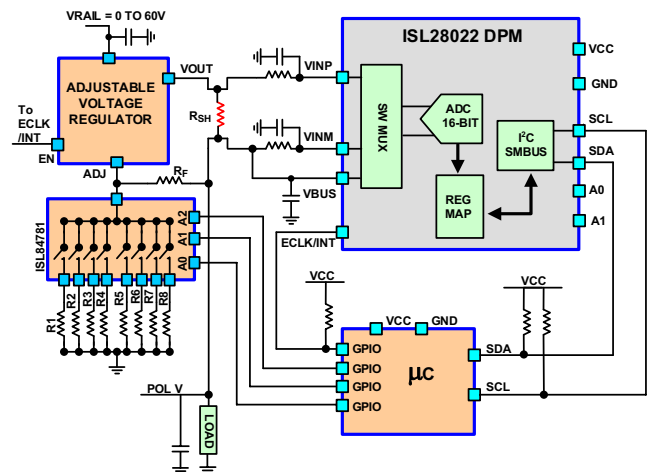 VRAIL = 0 TO 60V
ISL28022 DPM
VCC
GND
SCL
SDA
A0
A1
ADJUSTABLE
VOLTAGE
REGULATOR
VOUT
To
ECLK
/INT
EN
ADJ
RSH
RF
VINP
VINM
VBUS
ECLK/INT
SW MUX
ADC
16-BIT
REG
MAP
I2C
SMBUS
ISL84781
A2
A1
A0
R1
R2
R3
R4
R5
R6
R7
R8
POL V
LOAD
VCC
VCC
GND
GPIO
GPIO
GPIO
GPIO
µC
SDA
SCL
VCC